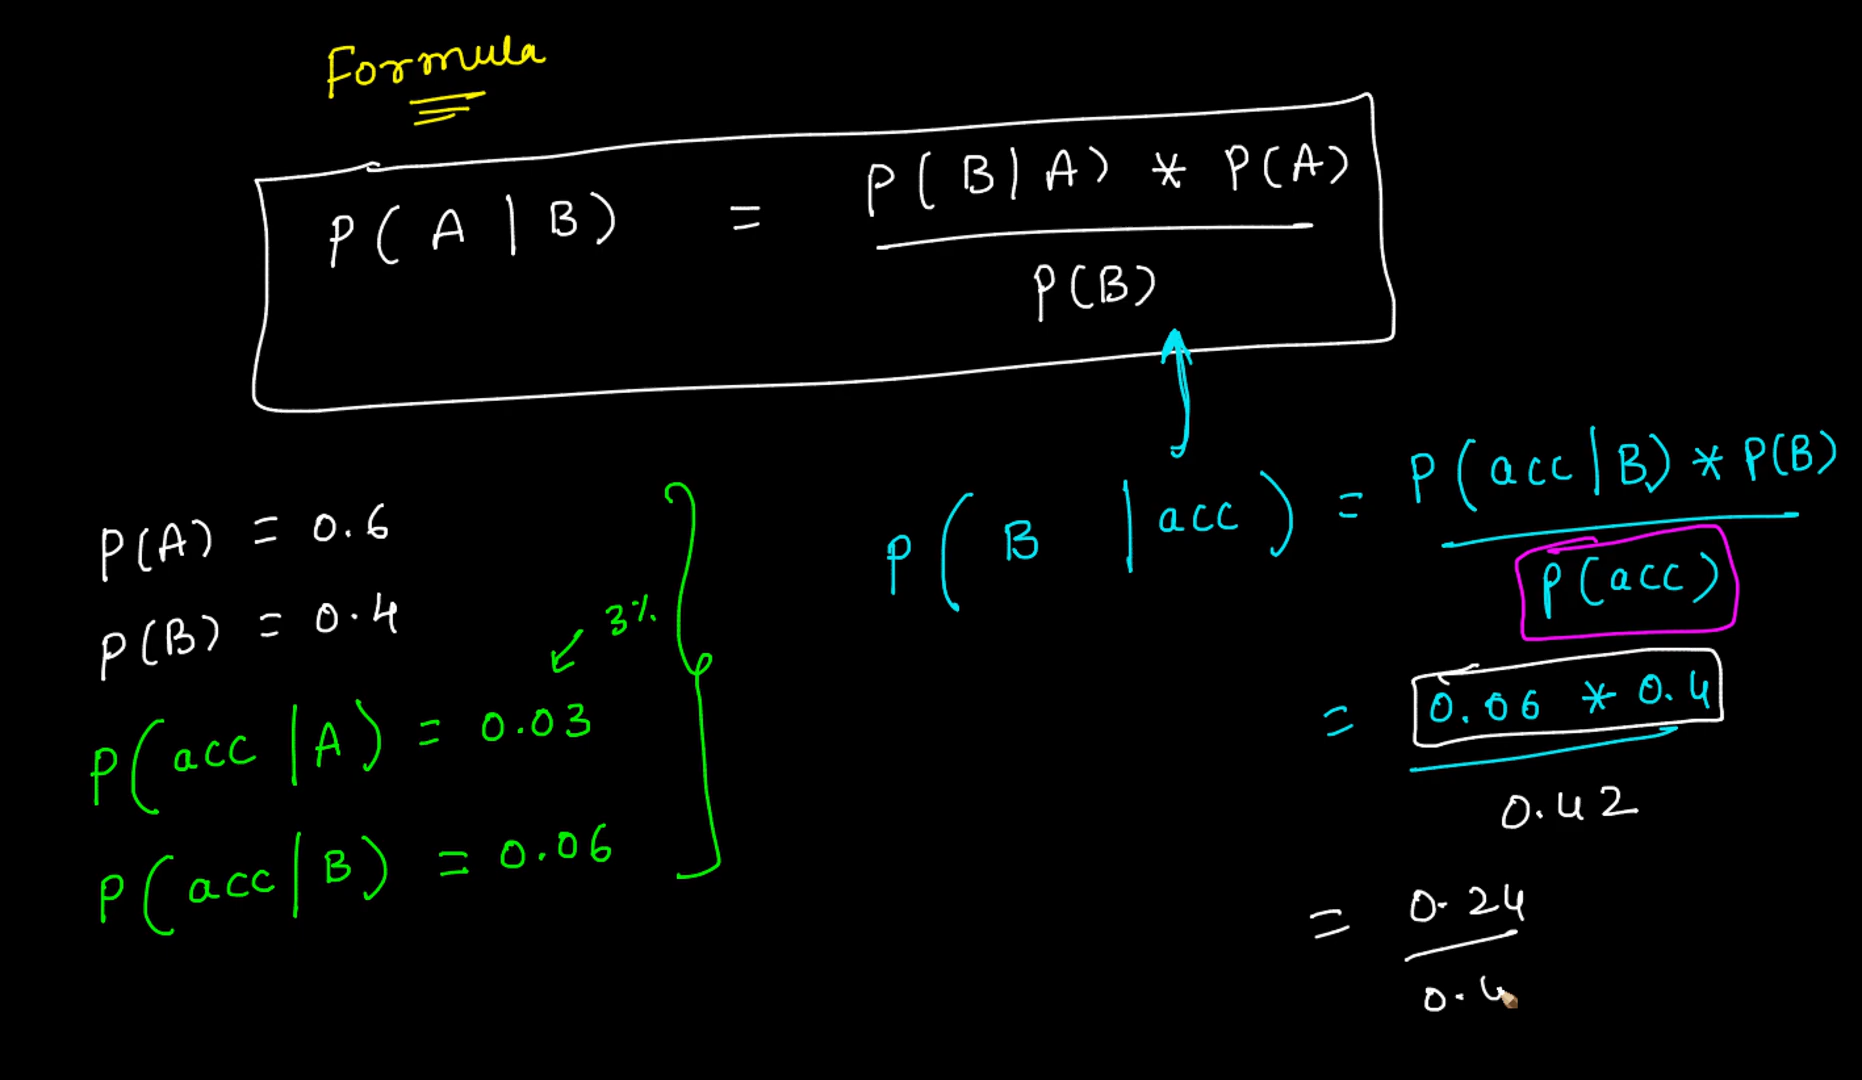 Formula
P(A|B) = P(B|A) * P(A)
P(B)
P(A) = 0.6
P(B) = 0.4
3%
P(acc|A) = 0.03
P(acc|B) = 0.06
P(B|acc) = P(acc|B) * P(B)
P(acc)
= 0.06 * 0.4
0.42
= 0.24
0.4